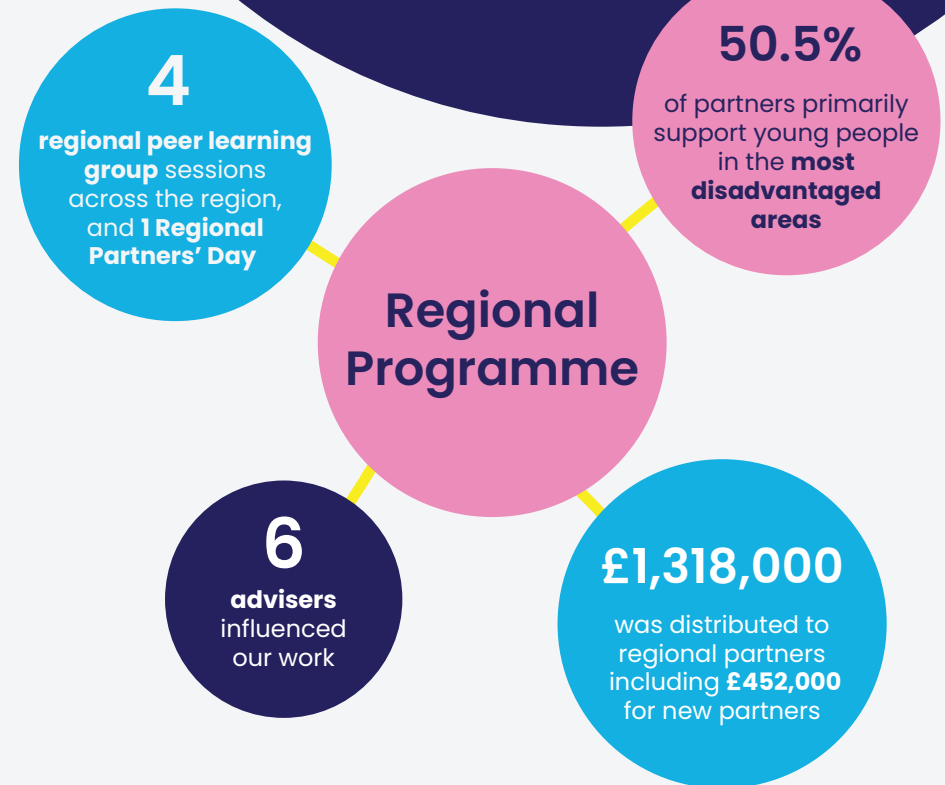 4
regional peer learning
group sessions
across the region,
and 1 Regional
Partners’ Day
50.5%
of partners primarily
support young people
in the most
disadvantaged
areas
Regional
Programme
6
advisers
influenced
our work
£1,318,000
was distributed to
regional partners
including £452,000
for new partners